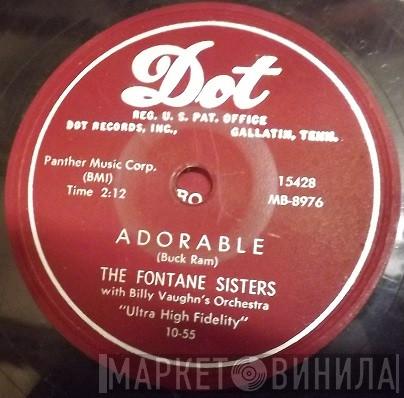 Dot
REG. U. S. PAT. OFFICE
DOT RECORDS, INC., GALLATIN, TENN.
Panther Music Corp.
(BMI)
Time 2:12
15428
MB-8976
RO
ADORABLE
(Buck Ram)
THE FONTANE SISTERS
with Billy Vaughn's Orchestra
"Ultra High Fidelity"
10-55
МАРКЕТ ВИНИЛА